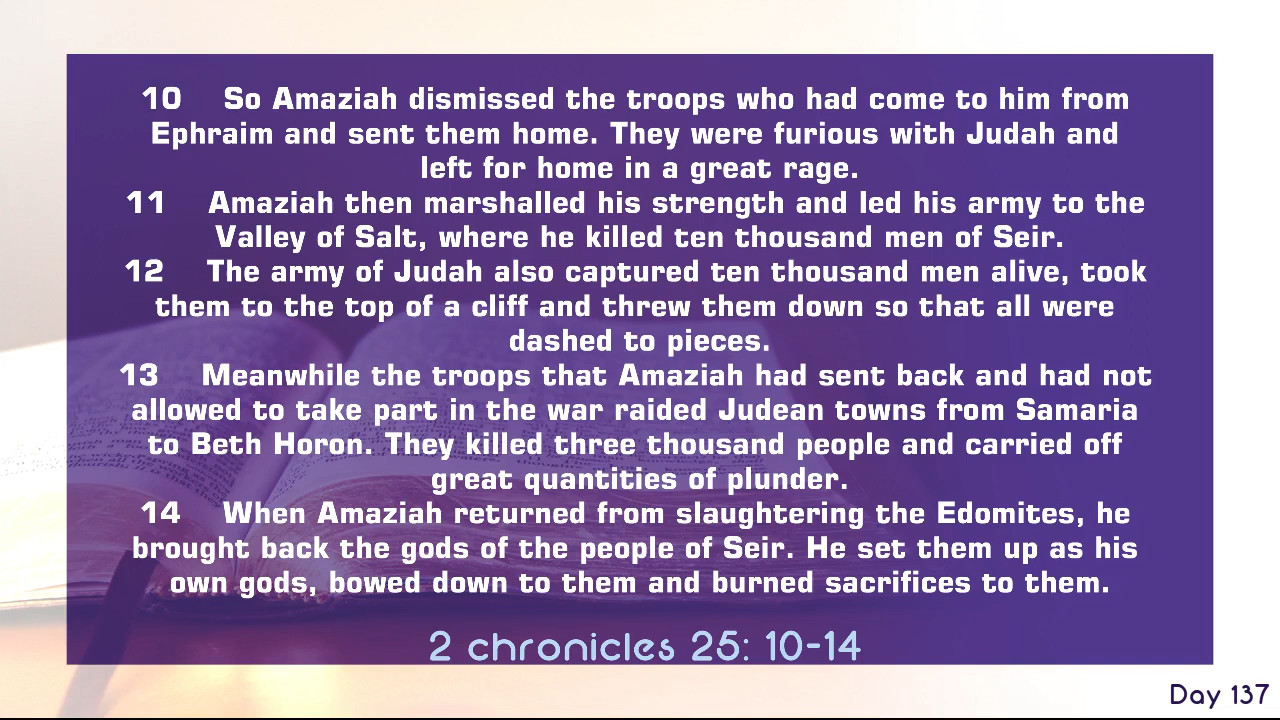 10 So Amaziah dismissed the troops who had come to him from
Ephraim and sent them home. They were furious with Judah and
left for home in a great rage.
11 Amaziah then marshalled his strength and led his army to the
Valley of Salt, where he killed ten thousand men of Seir.
12 The army of Judah also captured ten thousand men alive, took
them to the top of a cliff and threw them down so that all were
dashed to pieces.
13 Meanwhile the troops that Amaziah had sent back and had not
allowed to take part in the war raided Judean towns from Samaria
to Beth Horon. They killed three thousand people and carried off
great quantities of plunder.
14 When Amaziah returned from slaughtering the Edomites, he
brought back the gods of the people of Seir. He set them up as his
own gods, bowed down to them and burned sacrifices to them.
2 chronicles 25: 10-14
Day 137